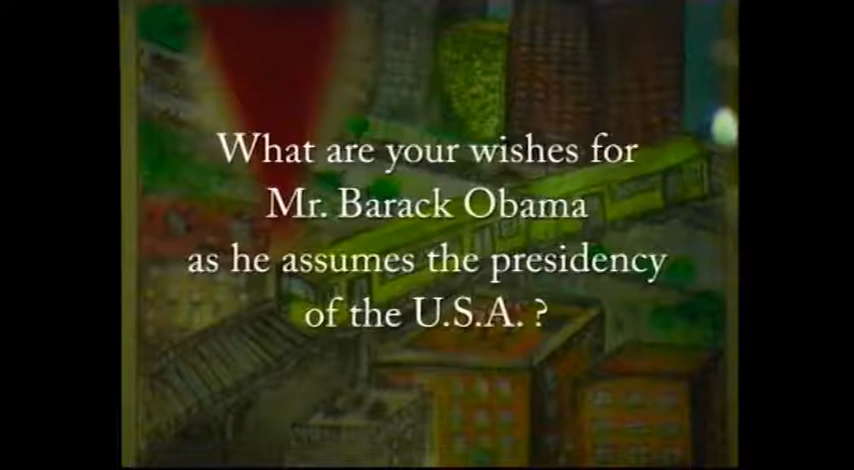 What are your wishes for
Mr. Barack Obama
as he assumes the presidency
of the U.S.A. ?